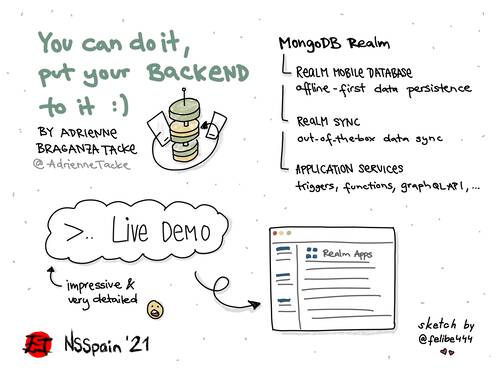 You can do it,
put your BACKEND
to it :)
BY ADRIENNE
BRAGANZA TACKE
@AdrienneTacke
MONGODB Realm
REALM MOBILE DATABASE
offline-first data persistence
REALM SYNC
out-of-the-box data sync
APPLICATION SERVICES
triggers, functions, graphQL API, ...
>.. LIVE DEMO
impressive &
very detailed
Realm Apps
NSSpain '21
sketch by
@felibe444